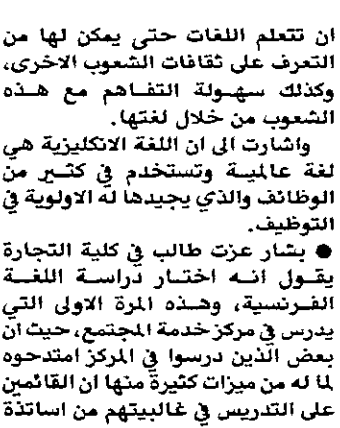 ان تتعلم اللغات حتى يمكن لها من
التعرف على ثقافات الشعوب الاخرى،
وكذلك سهولة التفاهم مع هذه
الشعوب من خلال لغتها.
واشارت الى ان اللغة الانكليزية هي
لغة عالمية وتستخدم في كثير من
الوظائف والذي يجيدها له الاولوية في
التوظيف.
● بشار عزت طالب في كلية التجارة
يقول انه اختار دراسة اللغة
الفرنسية، وهذه المرة الاولى التي
يدرس في مركز خدمة المجتمع، حيث ان
بعض الذين درسوا في المركز امتدحوه
لما له من ميزات كثيرة منها ان القائمين
على التدريس في غالبيتهم من اساتذة